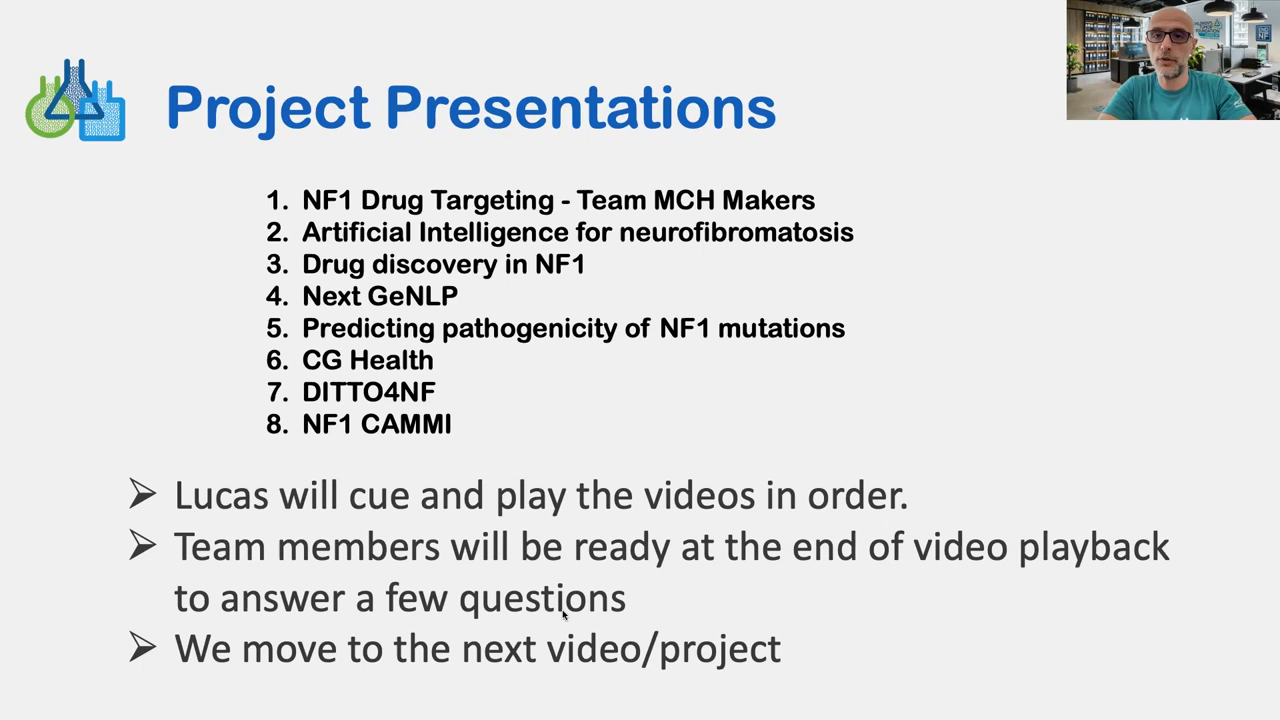 Project Presentations
1. NF1 Drug Targeting - Team MCH Makers
2. Artificial Intelligence for neurofibromatosis
3. Drug discovery in NF1
4. Next GeNLP
5. Predicting pathogenicity of NF1 mutations
6. CG Health
7. DITTO4NF
8. NF1 CAMMI
➢ Lucas will cue and play the videos in order.
➢ Team members will be ready at the end of video playback
to answer a few questions
➢ We move to the next video/project
END
NF